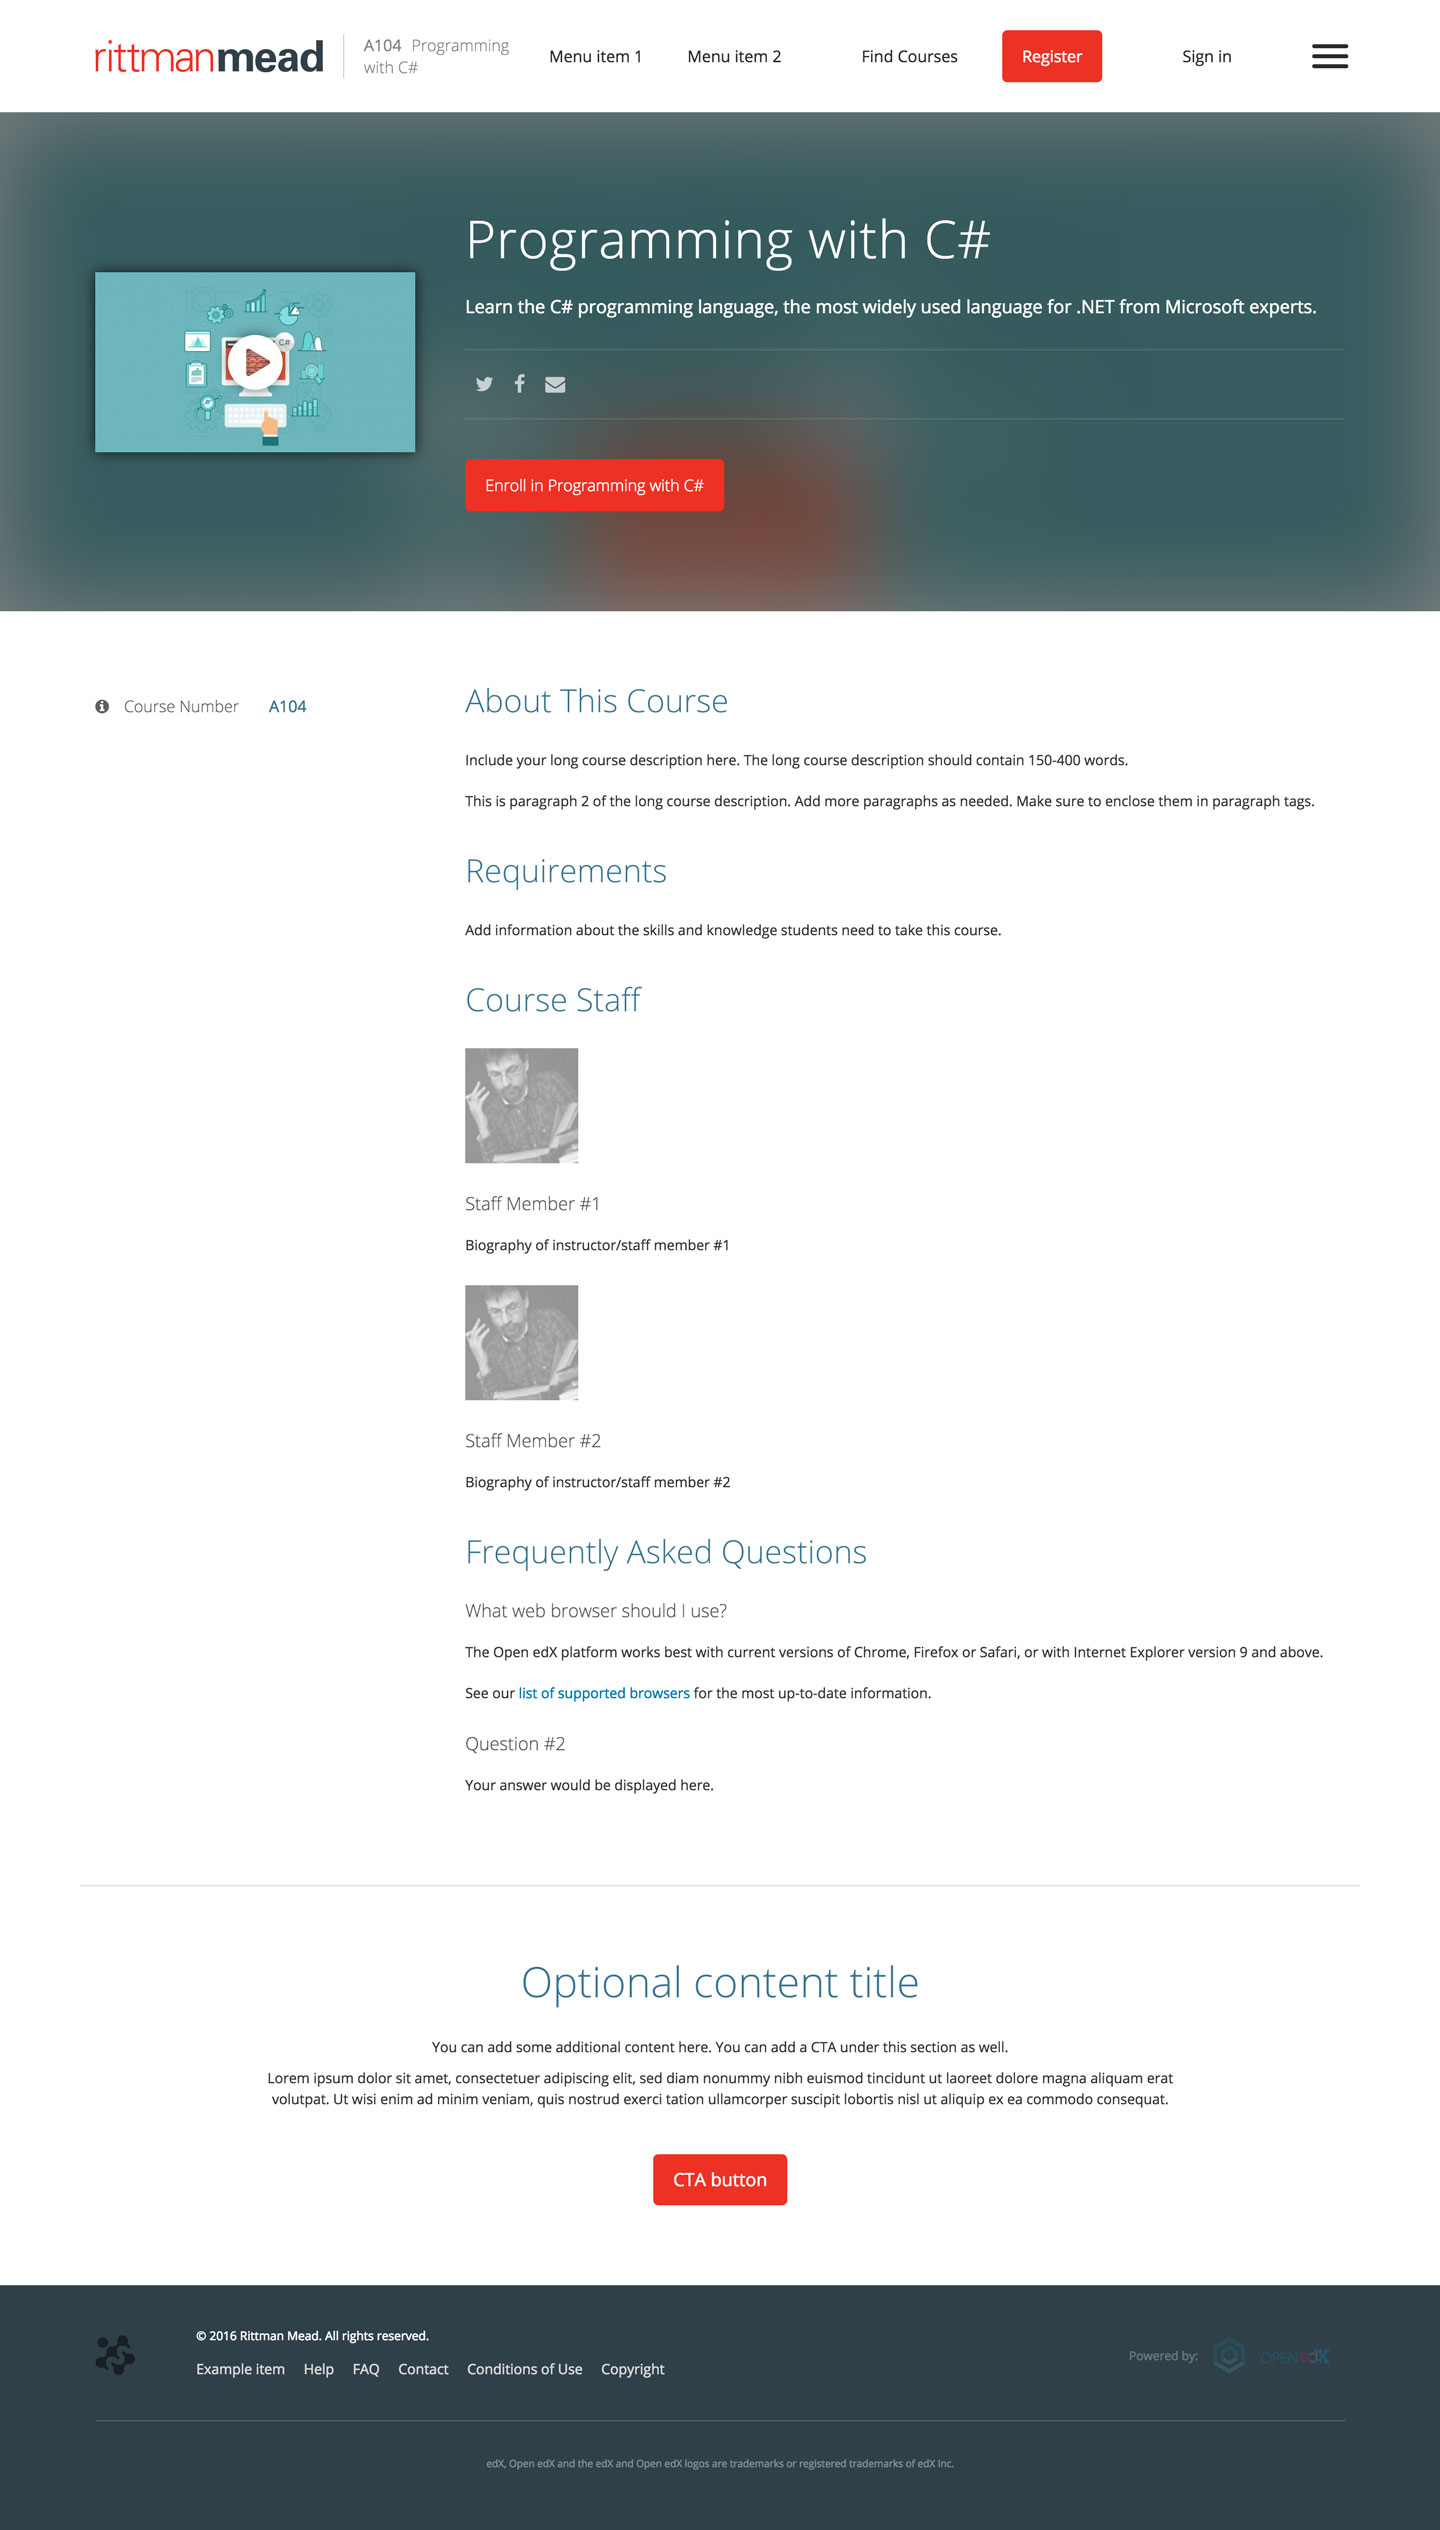 rittmanmead
A104 Programming
with C#
Menu item 1
Menu item 2
Find Courses
Register
Sign in
Programming with C#
Learn the C# programming language, the most widely used language for .NET from Microsoft experts.
C#
Enroll in Programming with C#
Course Number A104
About This Course
Include your long course description here. The long course description should contain 150-400 words.
This is paragraph 2 of the long course description. Add more paragraphs as needed. Make sure to enclose them in paragraph tags.
Requirements
Add information about the skills and knowledge students need to take this course.
Course Staff
Staff Member #1
Biography of instructor/staff member #1
Staff Member #2
Biography of instructor/staff member #2
Frequently Asked Questions
What web browser should I use?
The Open edX platform works best with current versions of Chrome, Firefox or Safari, or with Internet Explorer version 9 and above.
See our list of supported browsers for the most up-to-date information.
Question #2
Your answer would be displayed here.
Optional content title
You can add some additional content here. You can add a CTA under this section as well.
Lorem ipsum dolor sit amet, consectetuer adipiscing elit, sed diam nonummy nibh euismod tincidunt ut laoreet dolore magna aliquam erat
volutpat. Ut wisi enim ad minim veniam, quis nostrud exerci tation ullamcorper suscipit lobortis nisl ut aliquip ex ea commodo consequat.
CTA button
© 2016 Rittman Mead. All rights reserved.
Example item Help FAQ Contact Conditions of Use Copyright
Powered by:
OPEN edX
edX, Open edX and the edX and Open edX logos are trademarks or registered trademarks of edX Inc.